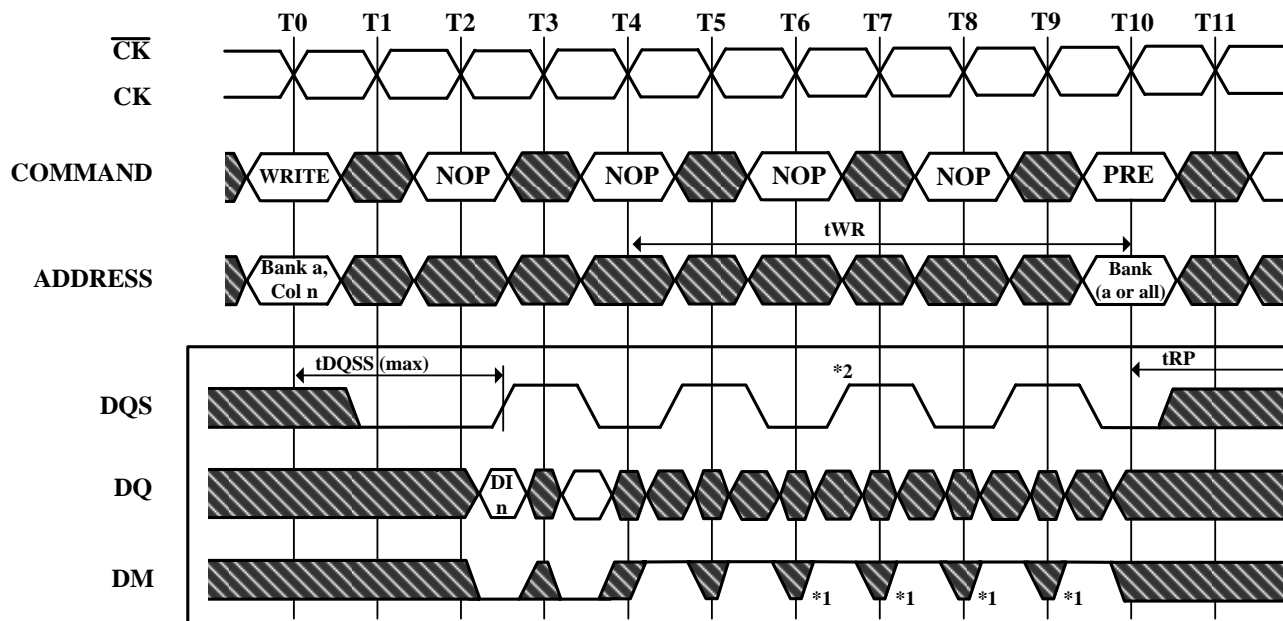 T0 T1 T2 T3 T4 T5 T6 T7 T8 T9 T10 T11
CK
CK
COMMAND WRITE NOP NOP NOP NOP PRE
tWR
ADDRESS Bank a, Col n Bank (a or all)
tDQSS (max) *2 tRP
DQS
DQ DI n
DM *1 *1 *1 *1